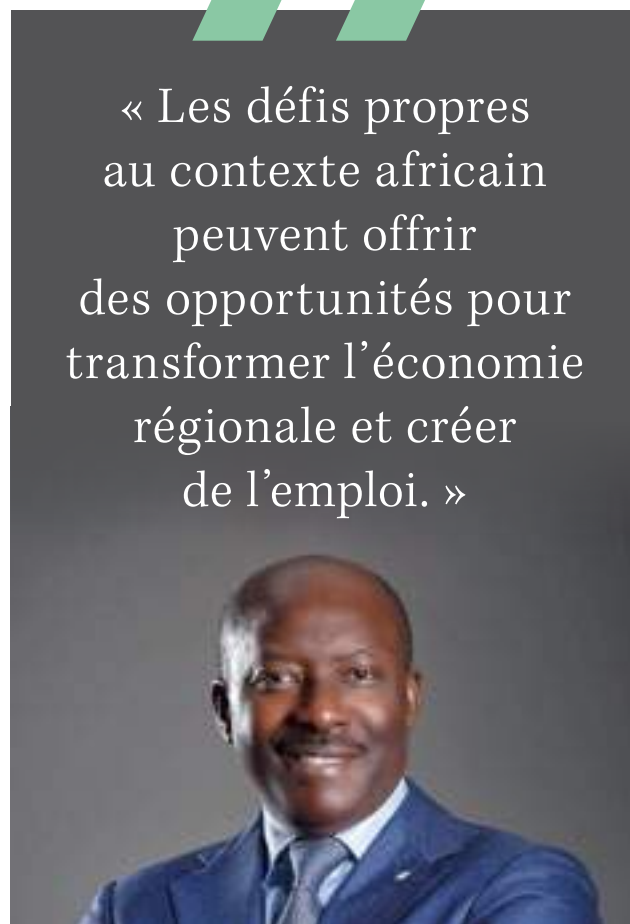 « Les défis propres
au contexte africain
peuvent offrir
des opportunités pour
transformer l’économie
régionale et créer
de l’emploi. »